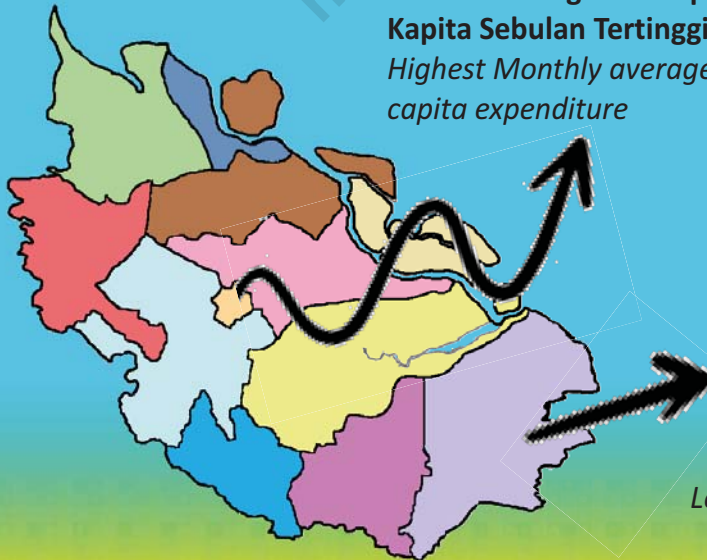 Kapita Sebulan Tertinggi
Highest Monthly average
capita expenditure